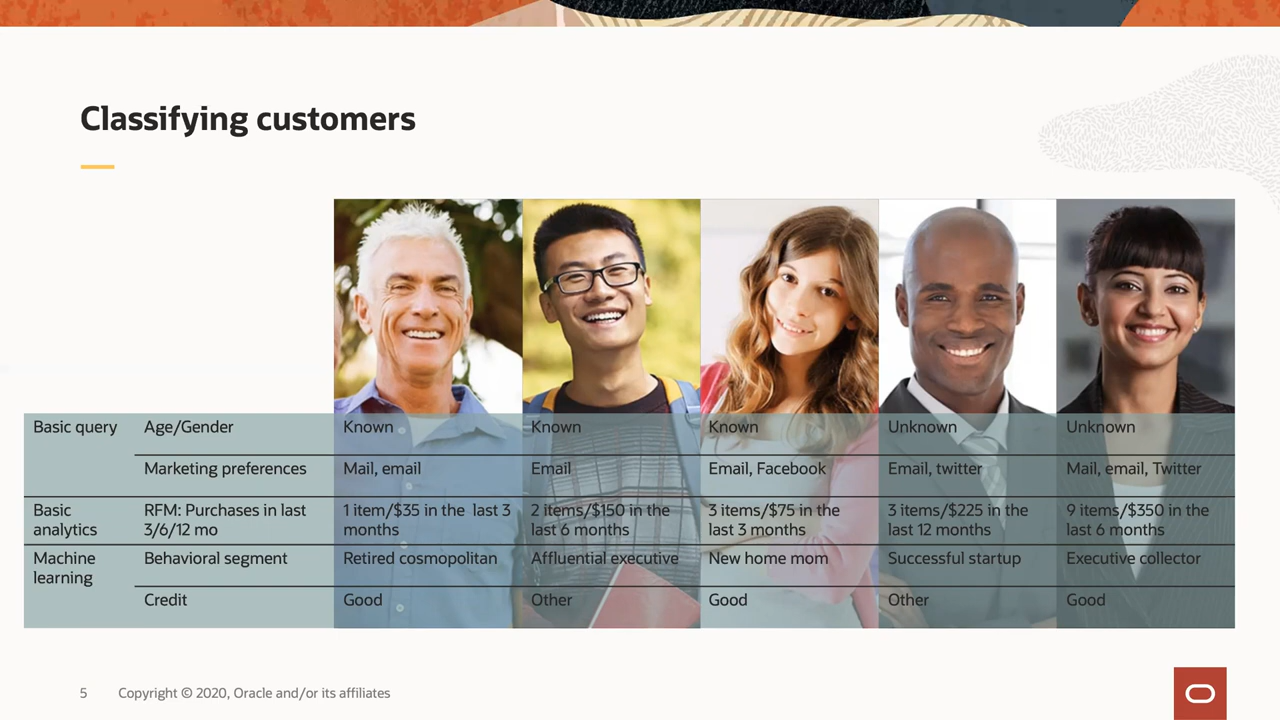 Classifying customers
Basic query Age/Gender Known Known Known Unknown Unknown
Marketing preferences Mail, email Email Email, Facebook Email, twitter Mail, email, Twitter
Basic analytics RFM: Purchases in last 3/6/12 mo 1 item/$35 in the last 3 months 2 items/$150 in the last 6 months 3 items/$75 in the last 3 months 3 items/$225 in the last 12 months 9 items/$350 in the last 6 months
Machine learning Behavioral segment Retired cosmopolitan Affluential executive New home mom Successful startup Executive collector
Credit Good Other Good Other Good
5 Copyright © 2020, Oracle and/or its affiliates